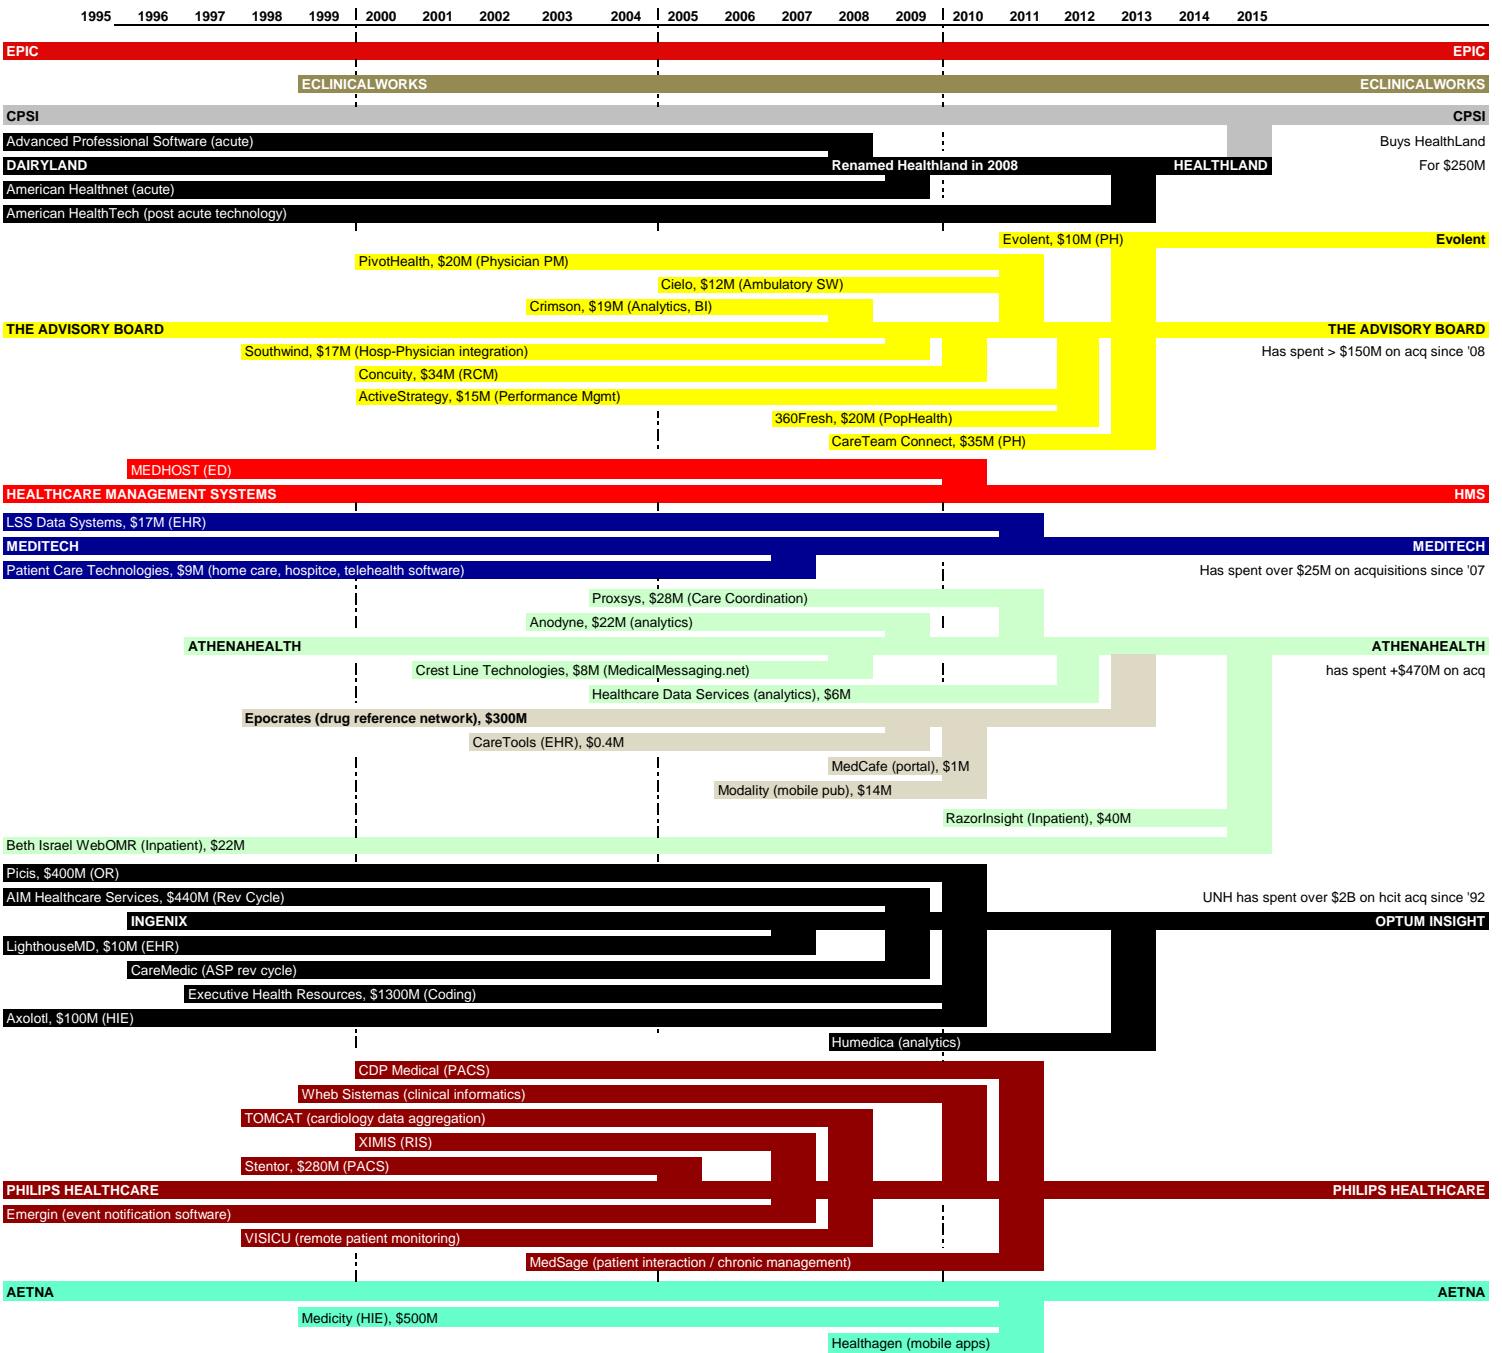 1995 1996 1997 1998 1999 2000 2001 2002 2003 2004 2005 2006 2007 2008 2009 2010 2011 2012 2013 2014 2015
EPIC EPIC
ECLINICALWORKS ECLINICALWORKS
CPSI CPSI
Advanced Professional Software (acute) Buys HealthLand
DAIRYLAND Renamed Healthland in 2008 HEALTHLAND For $250M
American Healthnet (acute)
American HealthTech (post acute technology)
Evolent, $10M (PH) Evolent
PivotHealth, $20M (Physician PM)
Cielo, $12M (Ambulatory SW)
Crimson, $19M (Analytics, BI)
THE ADVISORY BOARD THE ADVISORY BOARD
Southwind, $17M (Hosp-Physician integration) Has spent > $150M on acq since '08
Concuity, $34M (RCM)
ActiveStrategy, $15M (Performance Mgmt)
360Fresh, $20M (PopHealth)
CareTeam Connect, $35M (PH)
MEDHOST (ED)
HEALTHCARE MANAGEMENT SYSTEMS HMS
LSS Data Systems, $17M (EHR)
MEDITECH MEDITECH
Patient Care Technologies, $9M (home care, hospitce, telehealth software) Has spent over $25M on acquisitions since '07
Proxsys, $28M (Care Coordination)
Anodyne, $22M (analytics)
ATHENAHEALTH ATHENAHEALTH
Crest Line Technologies, $8M (MedicalMessaging.net) has spent +$470M on acq
Healthcare Data Services (analytics), $6M
Epocrates (drug reference network), $300M
CareTools (EHR), $0.4M
MedCafe (portal), $1M
Modality (mobile pub), $14M
RazorInsight (Inpatient), $40M
Beth Israel WebOMR (Inpatient), $22M
Picis, $400M (OR)
AIM Healthcare Services, $440M (Rev Cycle) UNH has spent over $2B on hcit acq since '92
INGENIX OPTUM INSIGHT
LighthouseMD, $10M (EHR)
CareMedic (ASP rev cycle)
Executive Health Resources, $1300M (Coding)
Axolotl, $100M (HIE)
Humedica (analytics)
CDP Medical (PACS)
Wheb Sistemas (clinical informatics)
TOMCAT (cardiology data aggregation)
XIMIS (RIS)
Stentor, $280M (PACS)
PHILIPS HEALTHCARE PHILIPS HEALTHCARE
Emergin (event notification software)
VISICU (remote patient monitoring)
MedSage (patient interaction / chronic management)
AETNA AETNA
Medicity (HIE), $500M
Healthagen (mobile apps)